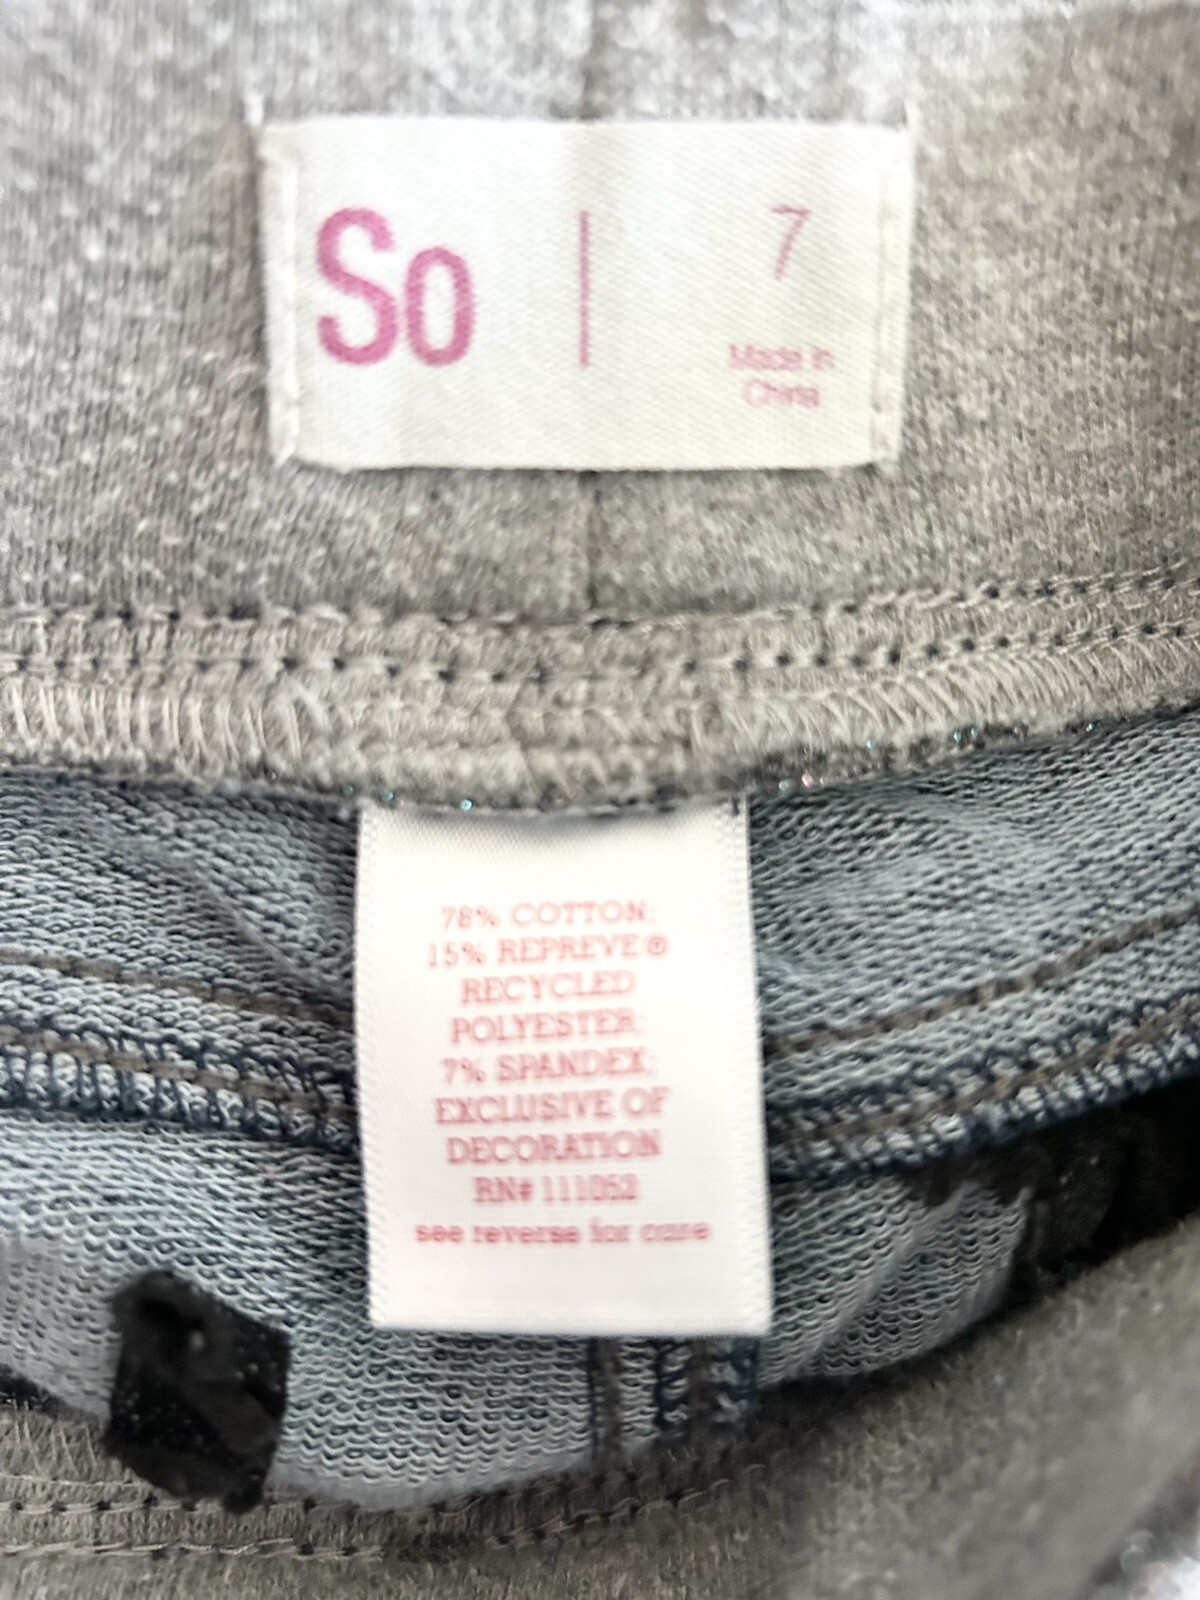 So
7
Made in
China
78% COTTON;
15% REPREVE®
RECYCLED
POLYESTER;
7% SPANDEX;
EXCLUSIVE OF
DECORATION
RN# 111052
see reverse for care